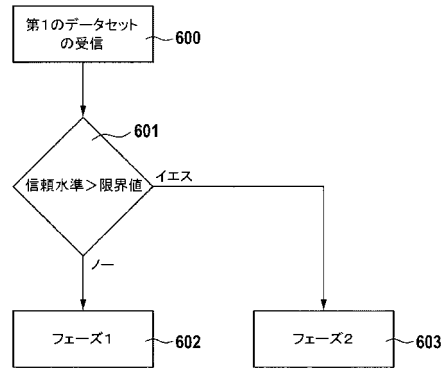 第1のデータセット
の受信
600
601
信頼水準＞限界値
イエス
ノー
フェーズ1
602
フェーズ2
603